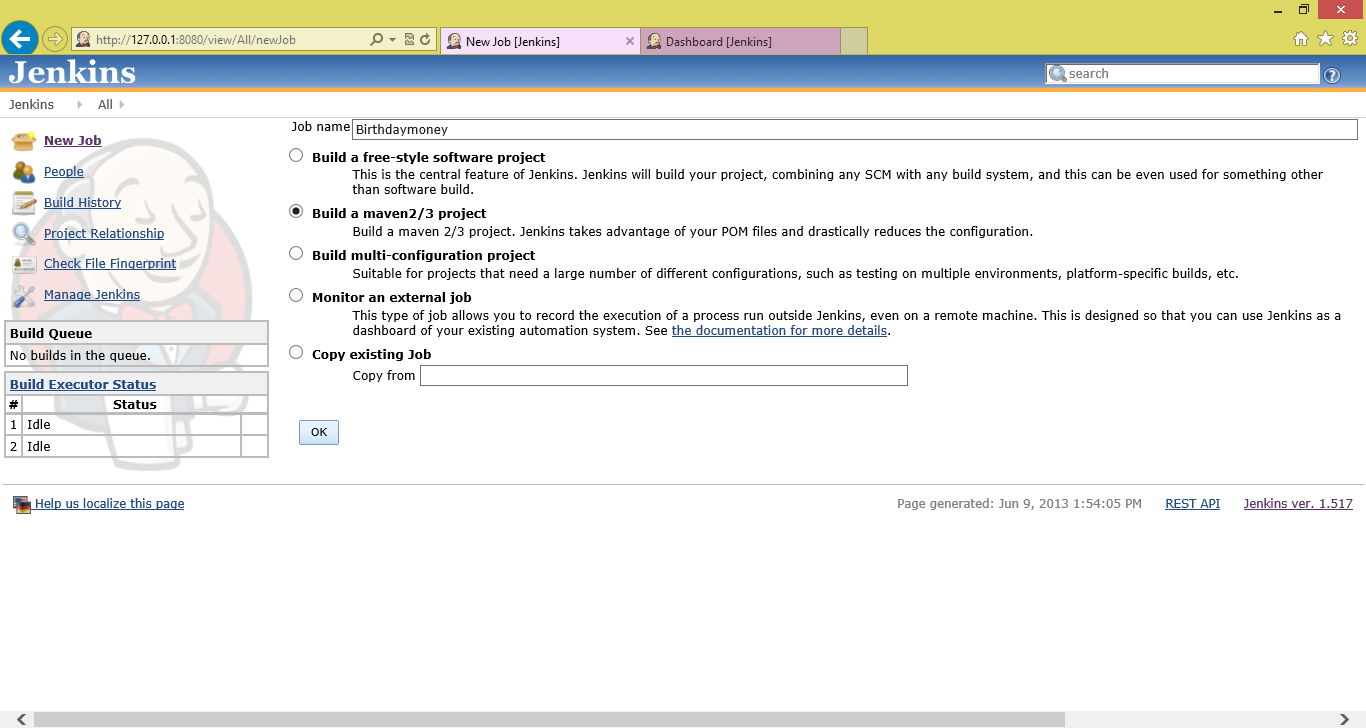 http://127.0.0.1:8080/view/All/newJob
New Job [Jenkins]
Dashboard [Jenkins]
Jenkins
search
?
Jenkins
All
New Job
People
Build History
Project Relationship
Check File Fingerprint
Manage Jenkins
Build Queue
No builds in the queue.
Build Executor Status
# Status
1 Idle
2 Idle
Job name Birthdaymoney
Build a free-style software project
This is the central feature of Jenkins. Jenkins will build your project, combining any SCM with any build system, and this can be even used for something other
than software build.
Build a maven2/3 project
Build a maven 2/3 project. Jenkins takes advantage of your POM files and drastically reduces the configuration.
Build multi-configuration project
Suitable for projects that need a large number of different configurations, such as testing on multiple environments, platform-specific builds, etc.
Monitor an external job
This type of job allows you to record the execution of a process run outside Jenkins, even on a remote machine. This is designed so that you can use Jenkins as a
dashboard of your existing automation system. See the documentation for more details.
Copy existing Job
Copy from
OK
Help us localize this page
Page generated: Jun 9, 2013 1:54:05 PM REST API Jenkins ver. 1.517